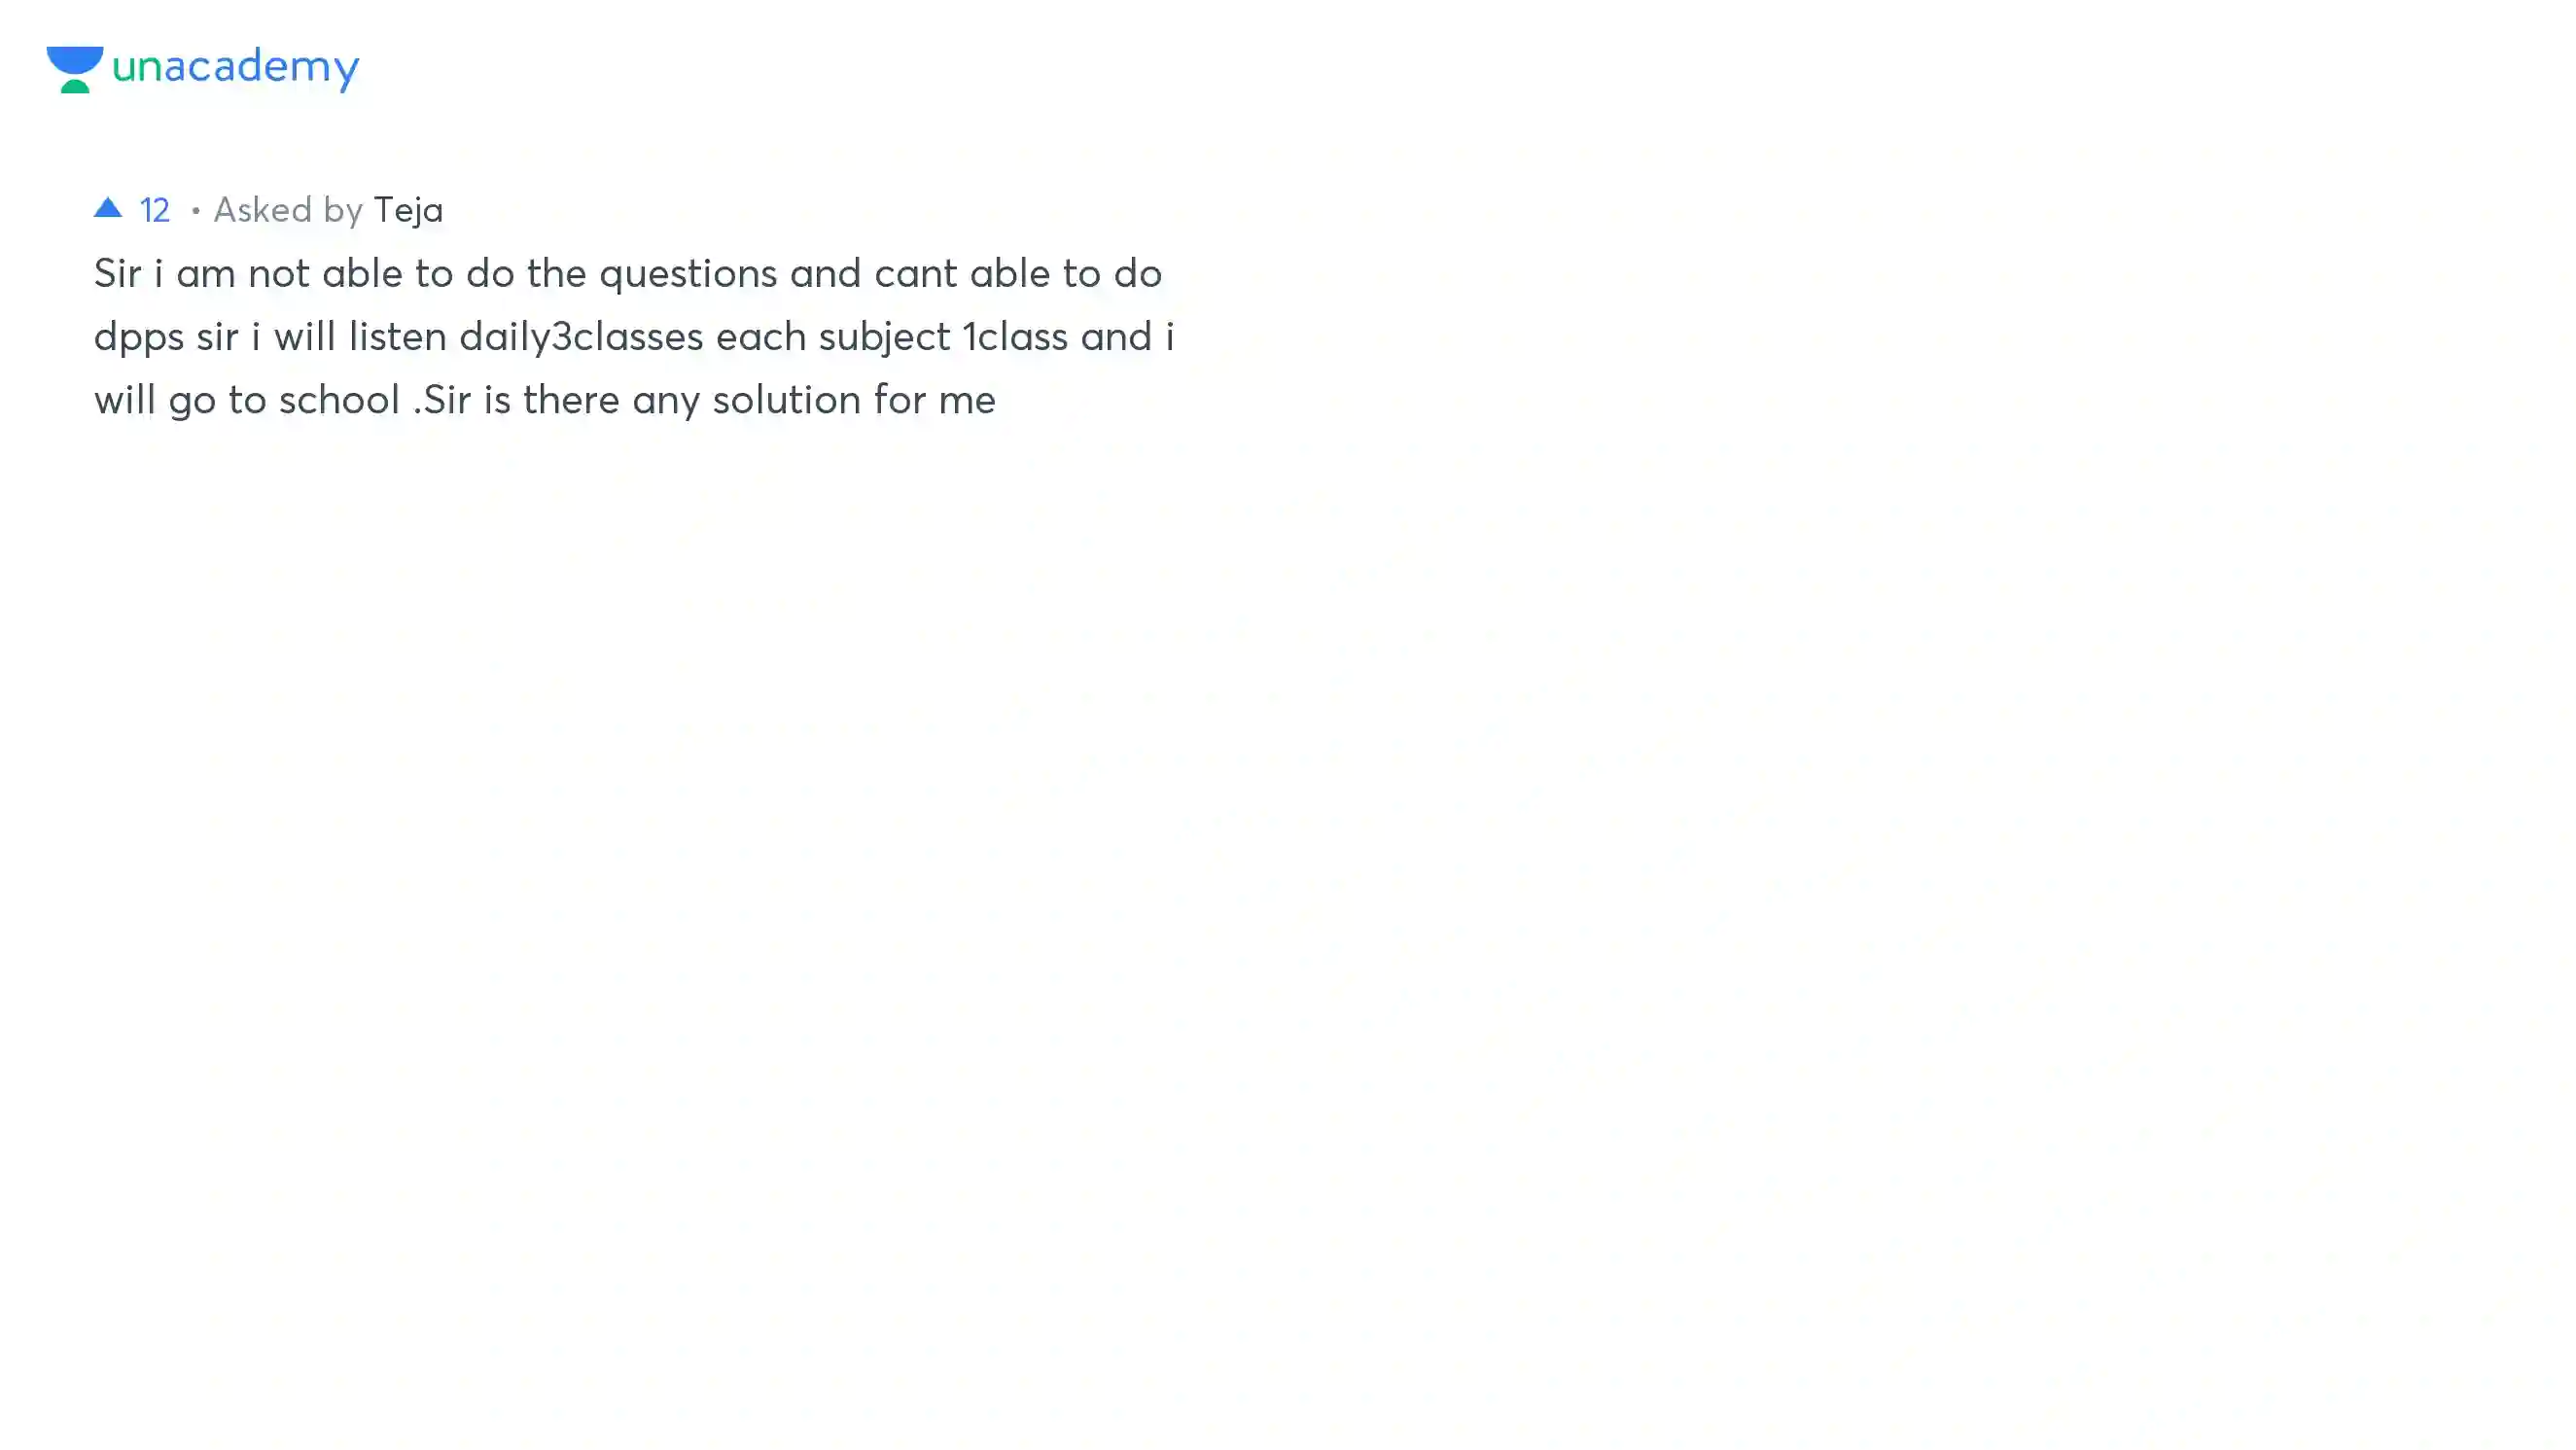 unacademy
▲ 12 • Asked by Teja
Sir i am not able to do the questions and cant able to do
dpps sir i will listen daily3classes each subject 1class and i
will go to school .Sir is there any solution for me